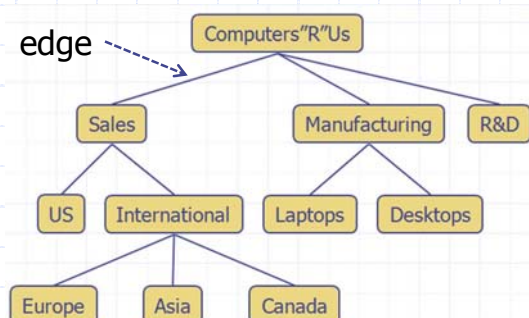 Computers”R”Us
edge
Sales
Manufacturing
R&D
US
International
Laptops
Desktops
Europe
Asia
Canada